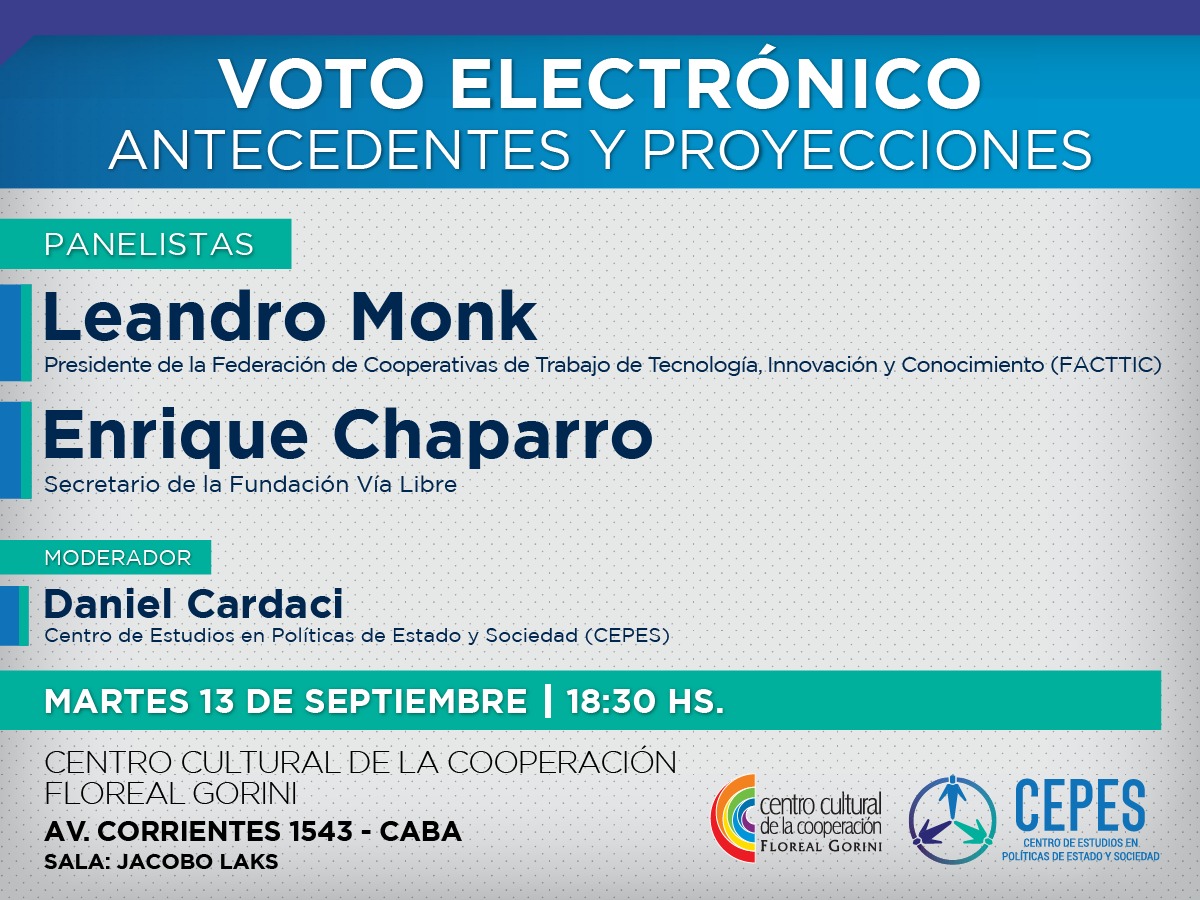 VOTO ELECTRÓNICO
ANTECEDENTES Y PROYECCIONES
PANELISTAS
Leandro Monk
Presidente de la Federación de Cooperativas de Trabajo de Tecnología, Innovación y Conocimiento (FACTTIC)
Enrique Chaparro
Secretario de la Fundación Vía Libre
MODERADOR
Daniel Cardaci
Centro de Estudios en Políticas de Estado y Sociedad (CEPES)
MARTES 13 DE SEPTIEMBRE | 18:30 HS.
CENTRO CULTURAL DE LA COOPERACIÓN
FLOREAL GORINI
AV. CORRIENTES 1543 - CABA
SALA: JACOBO LAKS
centro cultural
de la cooperación
FLOREAL GORINI
CEPES
CENTRO DE ESTUDIOS EN
POLÍTICAS DE ESTADO Y SOCIEDAD